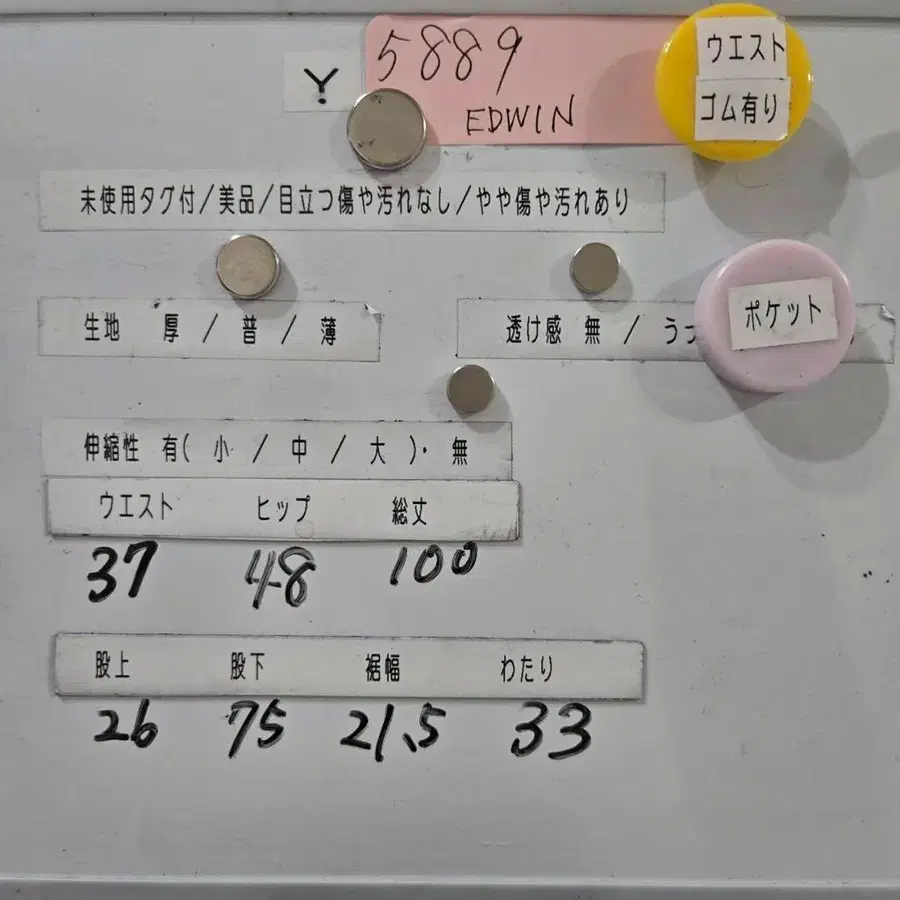 Y
5889
EDWIN
ウエスト
ゴム有り
未使用タグ付/美品/目立つ傷や汚れなし/やや傷や汚れあり
生地 厚 / 普 / 薄
透け感 無 / うっ
ポケット
伸縮性 有( 小 / 中 / 大 )・ 無
ウエスト ヒップ 総丈
37 48 100
股上 股下 裾幅 わたり
26 75 21.5 33